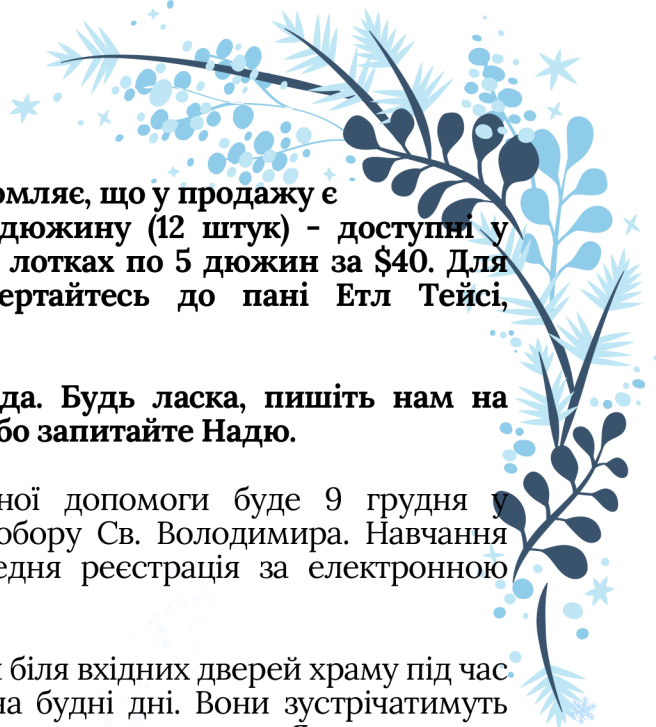 омляє, що у продажу є
дюжину (12 штук) - доступні у
лотках по 5 дюжин за $40. Для
ертайтесь до пані Етл Тейсі,
да. Будь ласка, пишіть нам на
бо запитайте Надю.
ної допомоги буде 9 грудня у
обору Св. Володимира. Навчання
едня реєстрація за електронною
біля вхідних дверей храму під час
на будні дні. Вони зустрічатимуть